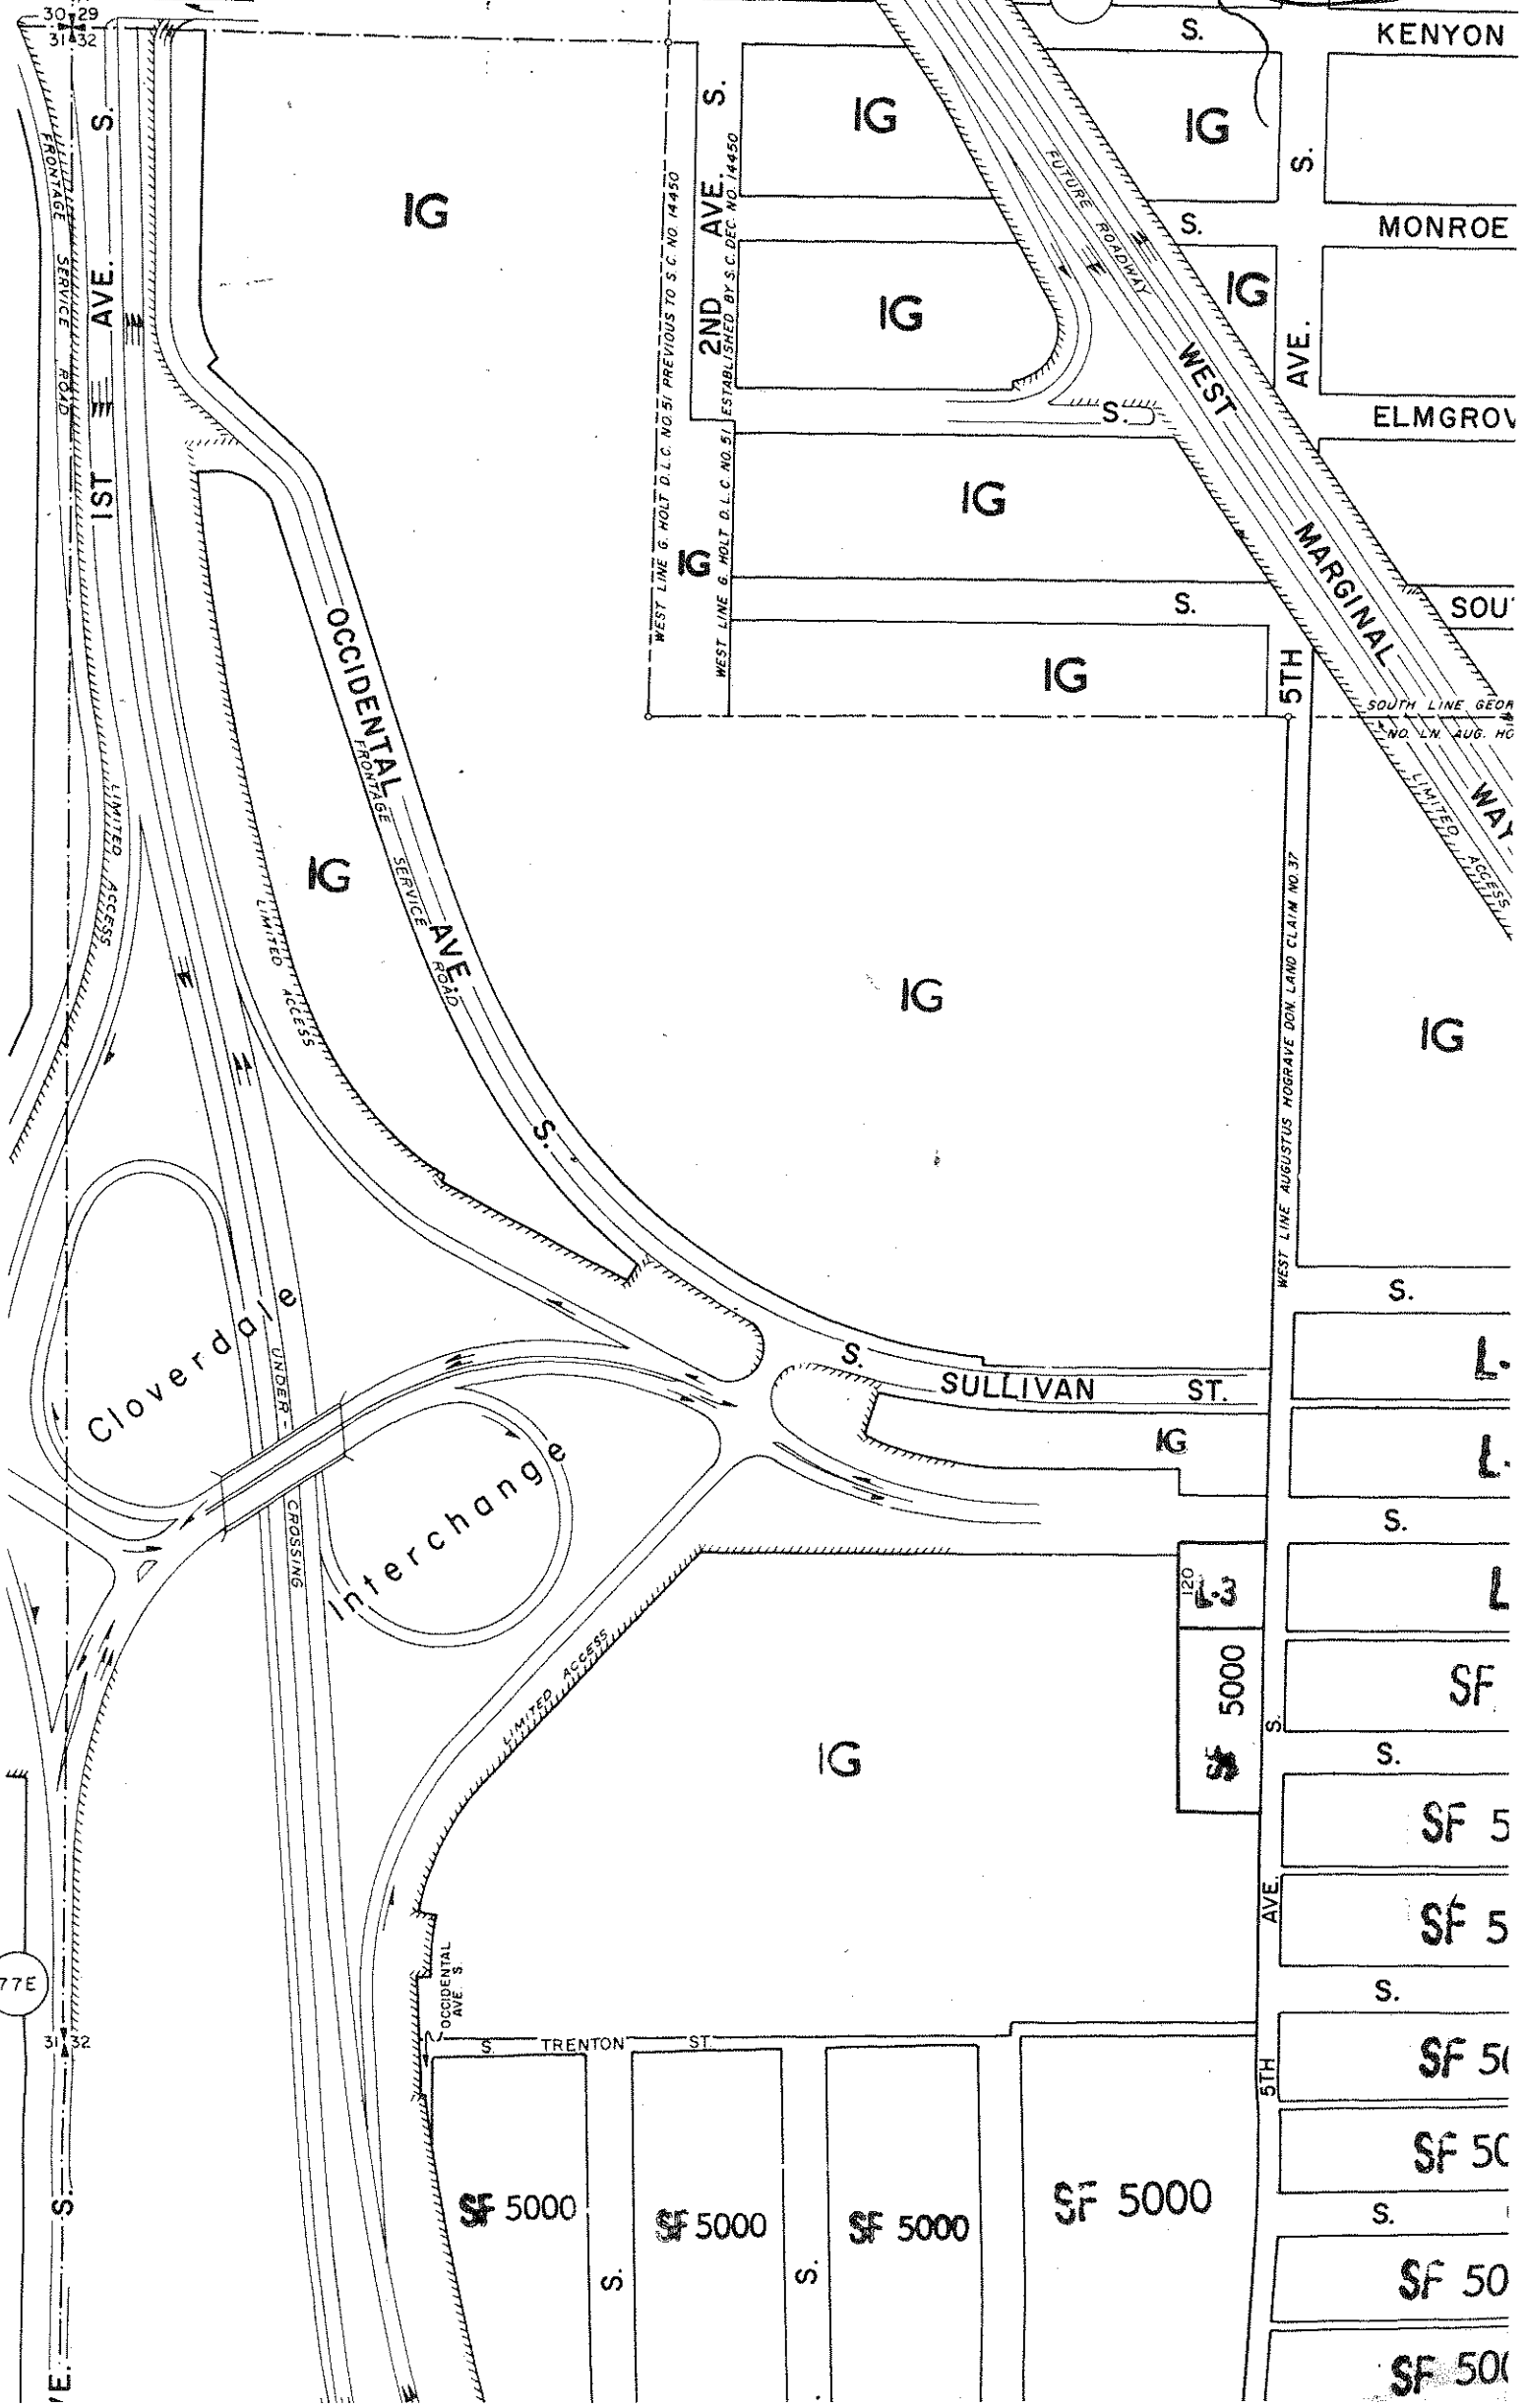 30 29
31 32
S.
KENYON
FRONTAGE SERVICE ROAD
1ST AVE. S.
IG
WEST LINE G. HOLT D.L.C. NO. 51 PREVIOUS TO S.C. NO. 14450
2ND AVE. S.
WEST LINE G. HOLT D.L.C. NO. 51 ESTABLISHED BY S.C. DEC. NO. 14450
IG
IG
FUTURE ROADWAY
S.
MONROE
S.
AVE.
IG
IG
WEST MARGINAL WAY
S.
ELMGROV
IG
IG
S.
SOU
IG
5TH
SOUTH LINE GEOR
NO. LN. AUG. HO
LIMITED ACCESS
OCCIDENTAL AVE. S.
FRONTAGE SERVICE ROAD
LIMITED ACCESS
IG
LIMITED ACCESS
IG
WEST LINE AUGUSTUS HOGRAVE DON. LAND CLAIM NO. 37
IG
S.
Cloverdale
Interchange
UNDER-CROSSING
S.
SULLIVAN ST.
IG
L.
L.
S.
120
L-3
L
SF 5000
SF
S.
S.
LIMITED ACCESS
IG
SF 5
AVE.
SF 5
77E
OCCIDENTAL
AVE. S.
S.
31 32
S. TRENTON ST.
5TH
SF 50
SF 50
S.
SF 5000
SF 5000
SF 5000
SF 5000
S.
S.
S.
VE.
SF 50
SF 500